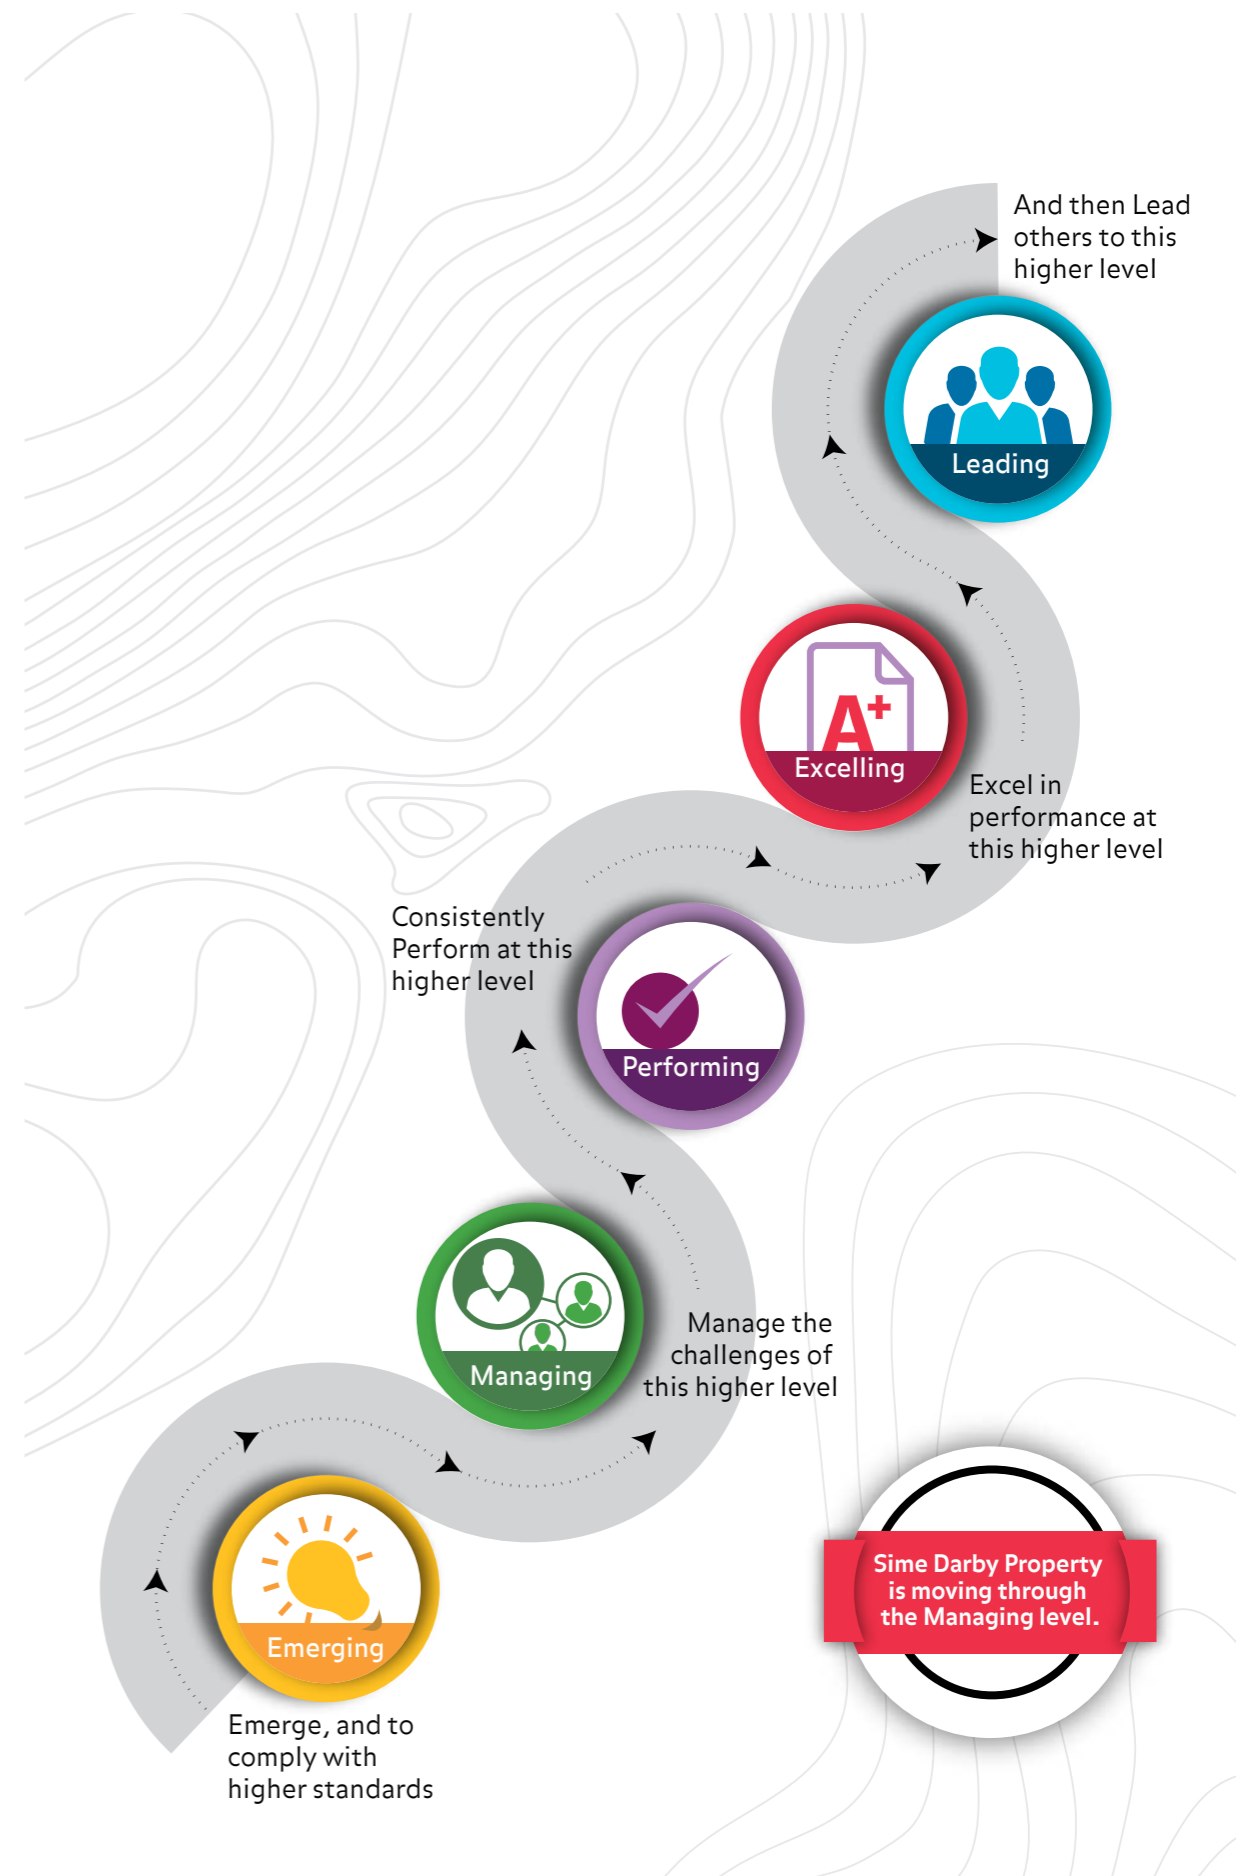 And then Lead
others to this
higher level
Leading
A+
Excelling
Excel in
performance at
this higher level
Consistently
Perform at this
higher level
Performing
Manage the
challenges of
this higher level
Managing
Sime Darby Property
is moving through
the Managing level.
Emerging
Emerge, and to
comply with
higher standards